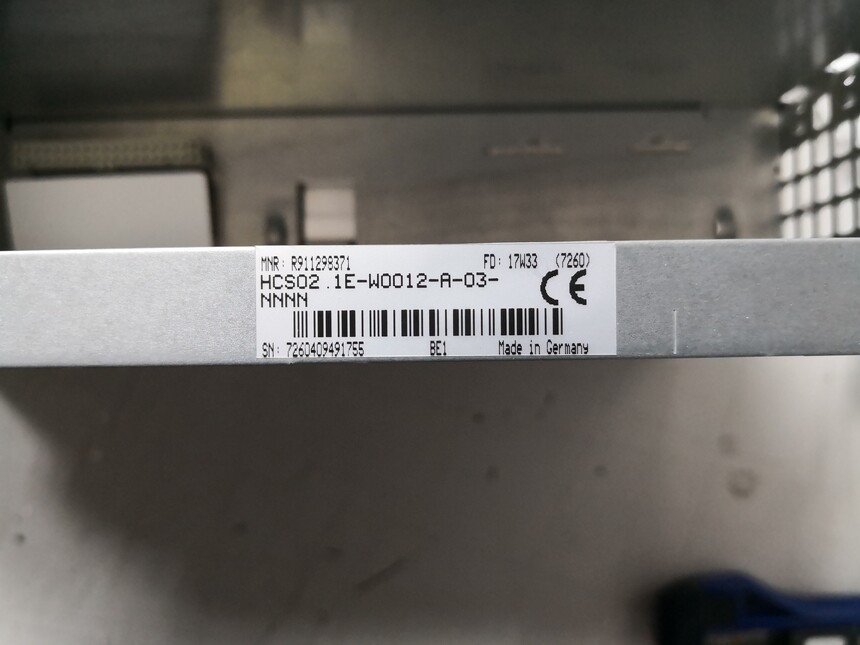 MNR: R911298371 FD: 17W33 (7260)
HCS02.1E-W0012-A-03-
NNNN
CE
SN: 7260409491755 BE1 Made in Germany